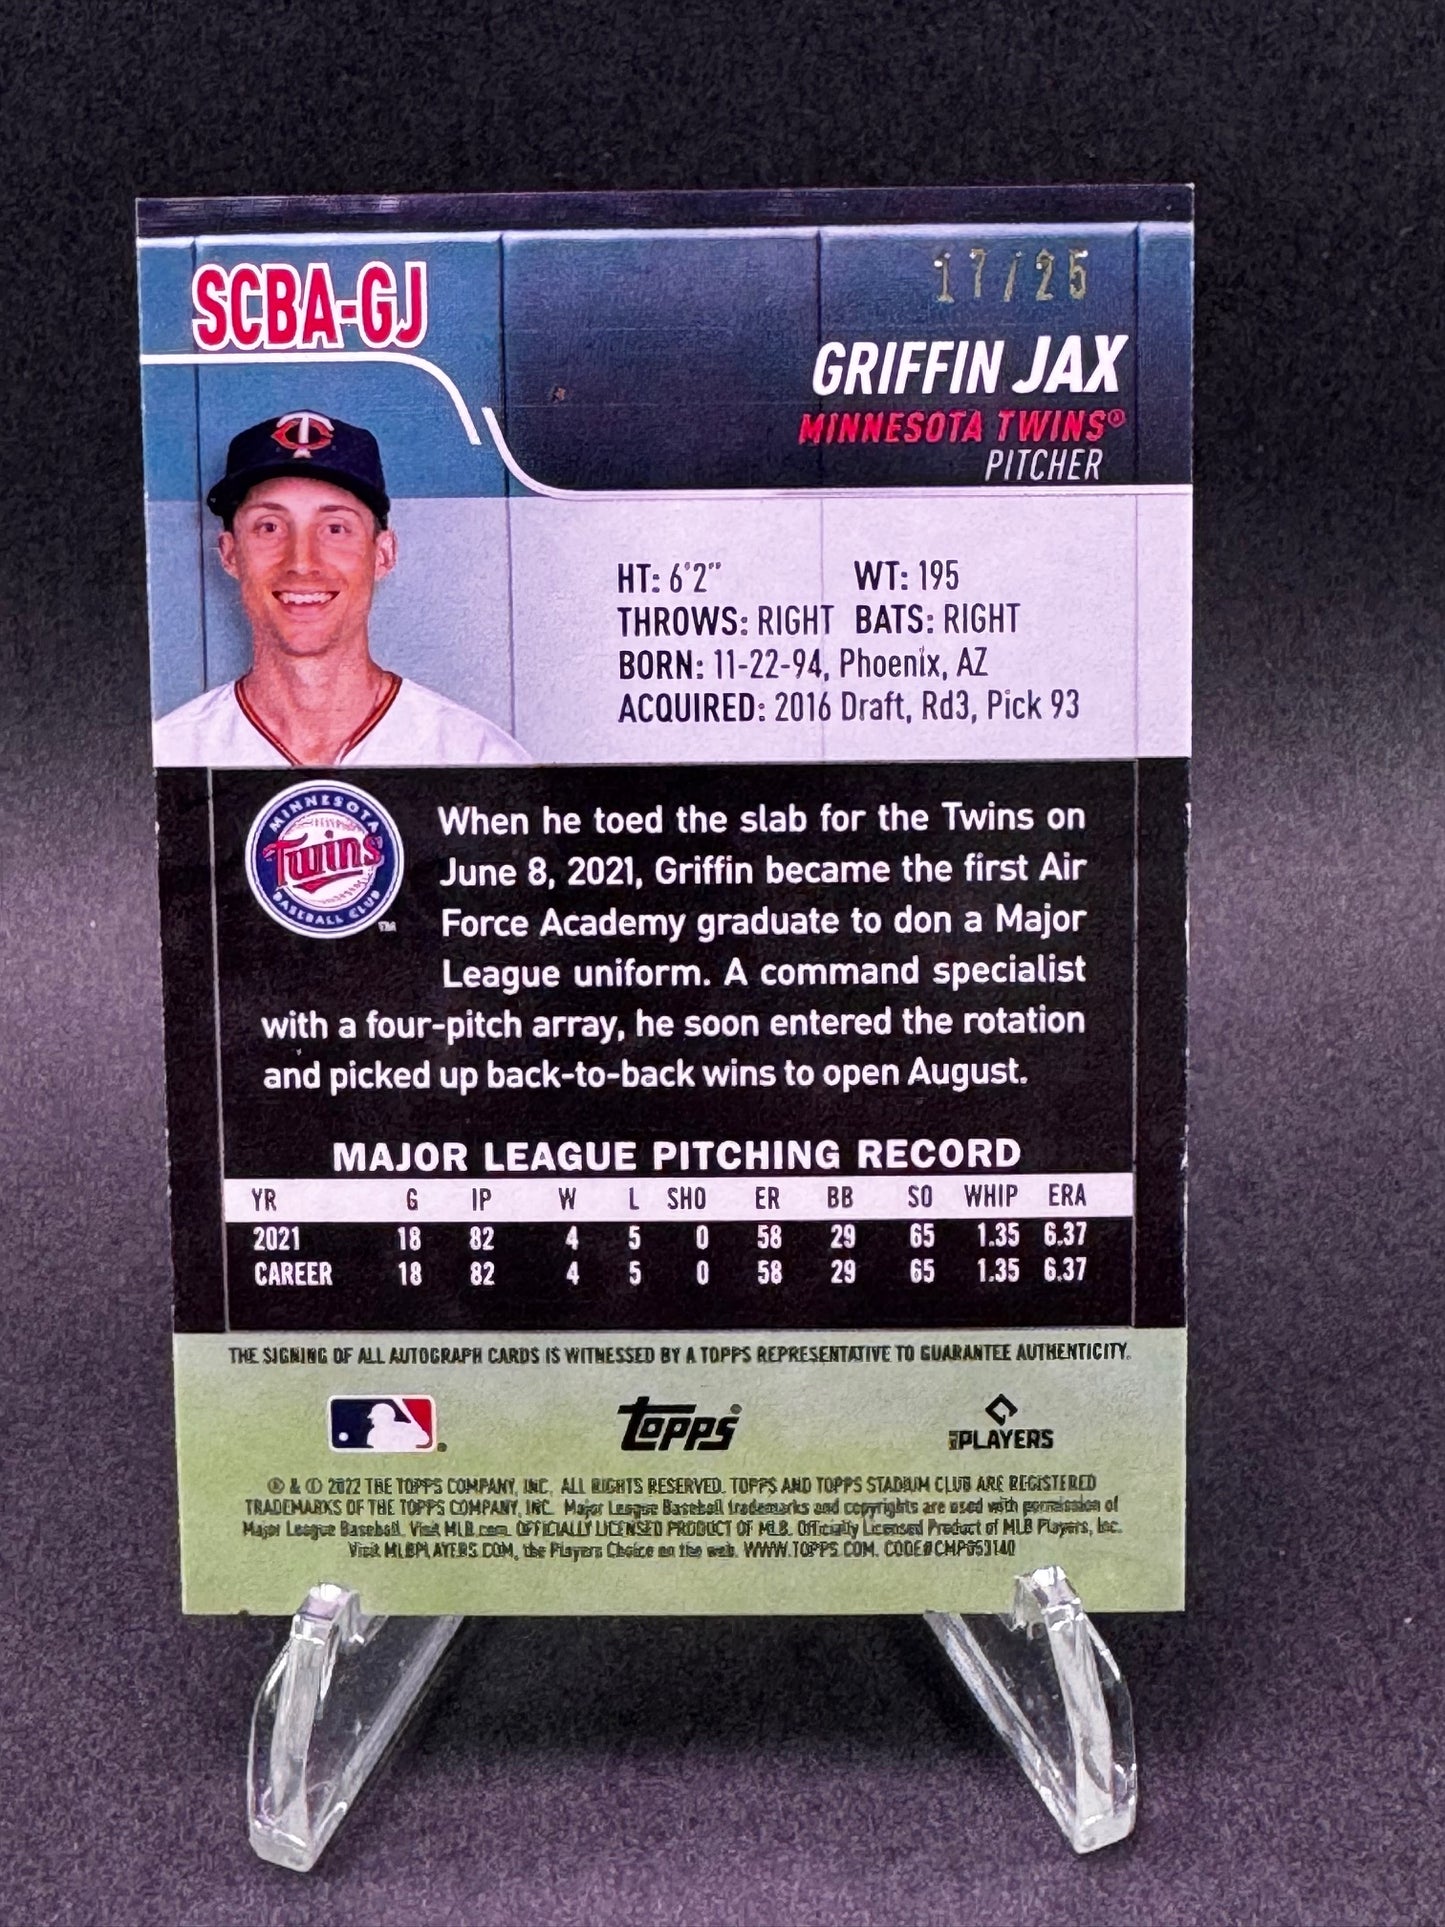 SCBA-GJ
17/25
GRIFFIN JAX
MINNESOTA TWINS®
PITCHER
TC
HT: 6'2" WT: 195
THROWS: RIGHT BATS: RIGHT
BORN: 11-22-94, Phoenix, AZ
ACQUIRED: 2016 Draft, Rd3, Pick 93
MINNESOTA
Twins
BASEBALL CLUB
TM
When he toed the slab for the Twins on
June 8, 2021, Griffin became the first Air
Force Academy graduate to don a Major
League uniform. A command specialist
with a four-pitch array, he soon entered the rotation
and picked up back-to-back wins to open August.
MAJOR LEAGUE PITCHING RECORD
YR G IP W L SHO ER BB SO WHIP ERA
2021 18 82 4 5 0 58 29 65 1.35 6.37
CAREER 18 82 4 5 0 58 29 65 1.35 6.37
THE SIGNING OF ALL AUTOGRAPH CARDS IS WITNESSED BY A TOPPS REPRESENTATIVE TO GUARANTEE AUTHENTICITY.
topps
PLAYERS
® & © 2022 THE TOPPS COMPANY, INC. ALL RIGHTS RESERVED. TOPPS AND TOPPS STADIUM CLUB ARE REGISTERED
TRADEMARKS OF THE TOPPS COMPANY, INC. Major League Baseball trademarks and copyrights are used with permission of
Major League Baseball. Visit MLB.com. OFFICIALLY LICENSED PRODUCT OF MLB. Officially Licensed Product of MLB Players, Inc.
Visit MLBPLAYERS.COM, the Players Choice on the web. WWW.TOPPS.COM. CODE#CMP053140